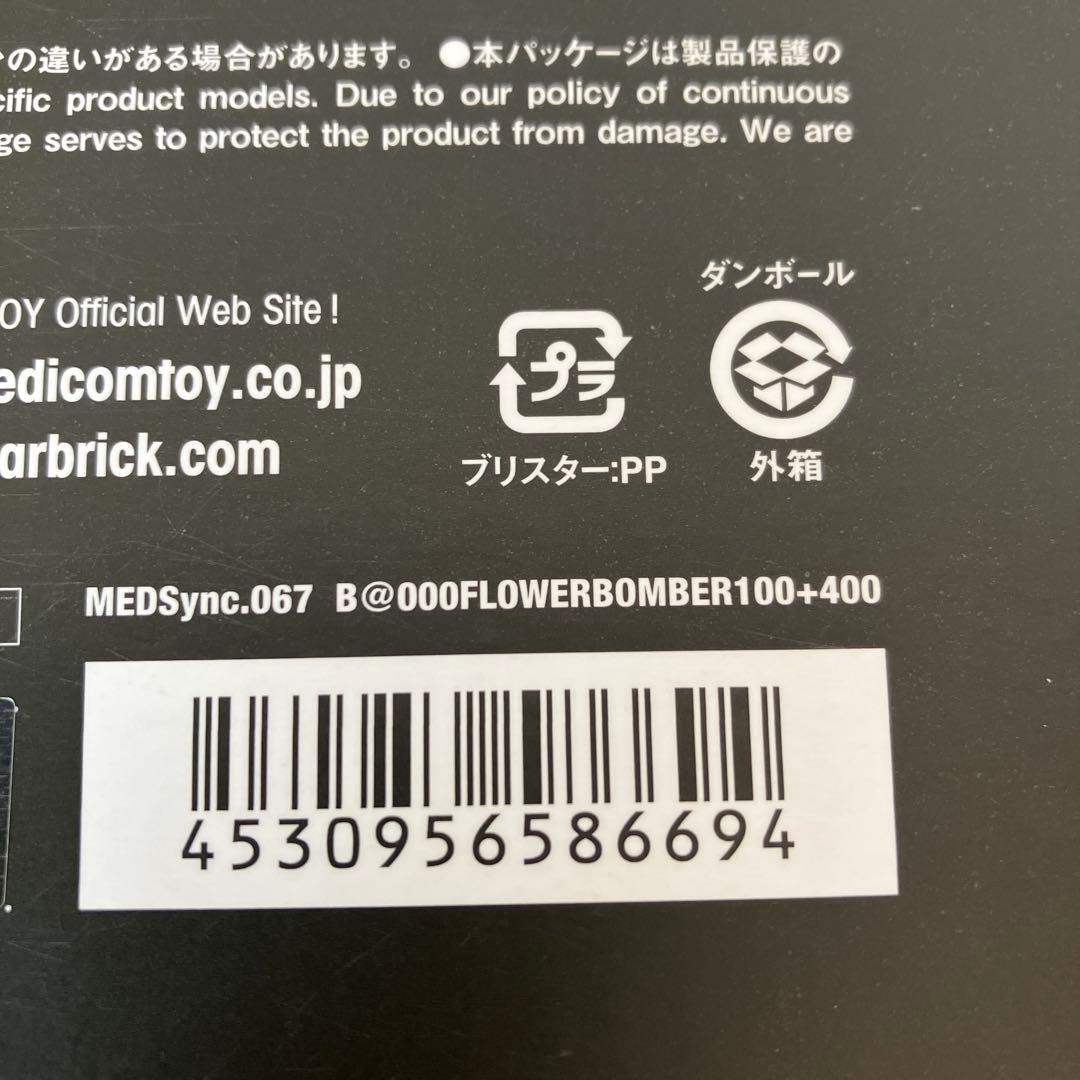 の違いがある場合があります。 ●本パッケージは製品保護の
cific product models. Due to our policy of continuous
ge serves to protect the product from damage. We are
ダンボール
OY Official Web Site !
プラ
edicomtoy.co.jp
arbrick.com
ブリスター:PP
外箱
MEDSync.067 B@000FLOWERBOMBER100+400
4530956586694